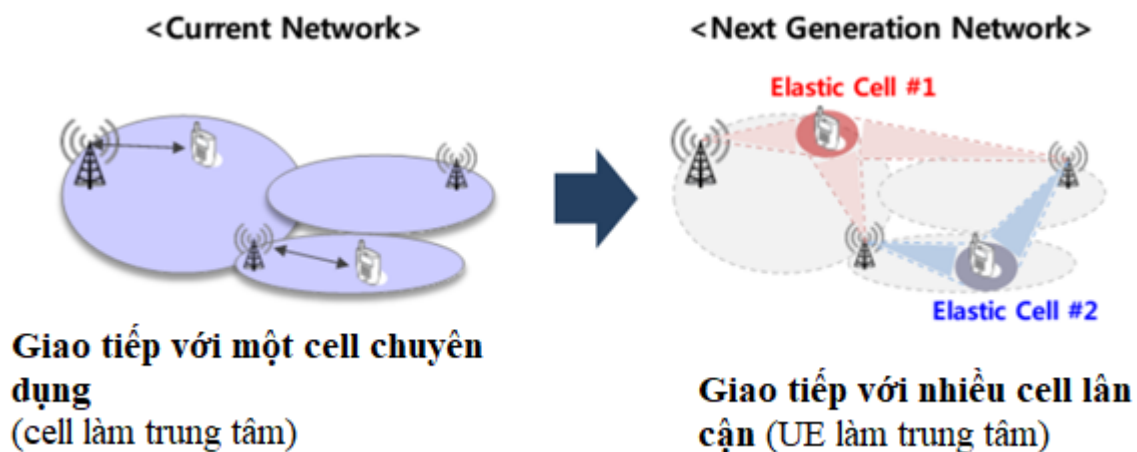 <Current Network>
<Next Generation Network>
Elastic Cell #1
Elastic Cell #2
Giao tiếp với một cell chuyên
dụng
(cell làm trung tâm)
Giao tiếp với nhiều cell lân
cận (UE làm trung tâm)